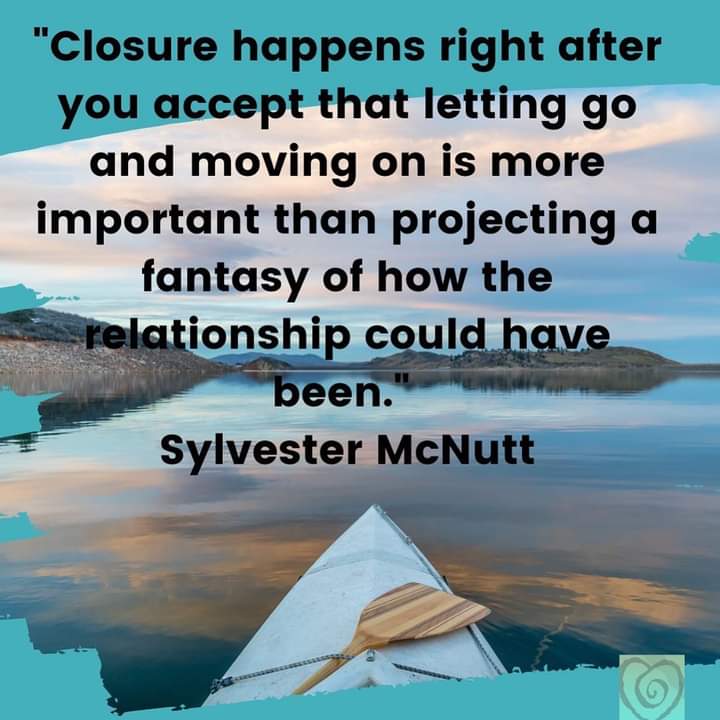 "Closure happens right after
you accept that letting go
and moving on is more
important than projecting a
fantasy of how the
relationship could have
been."
Sylvester McNutt